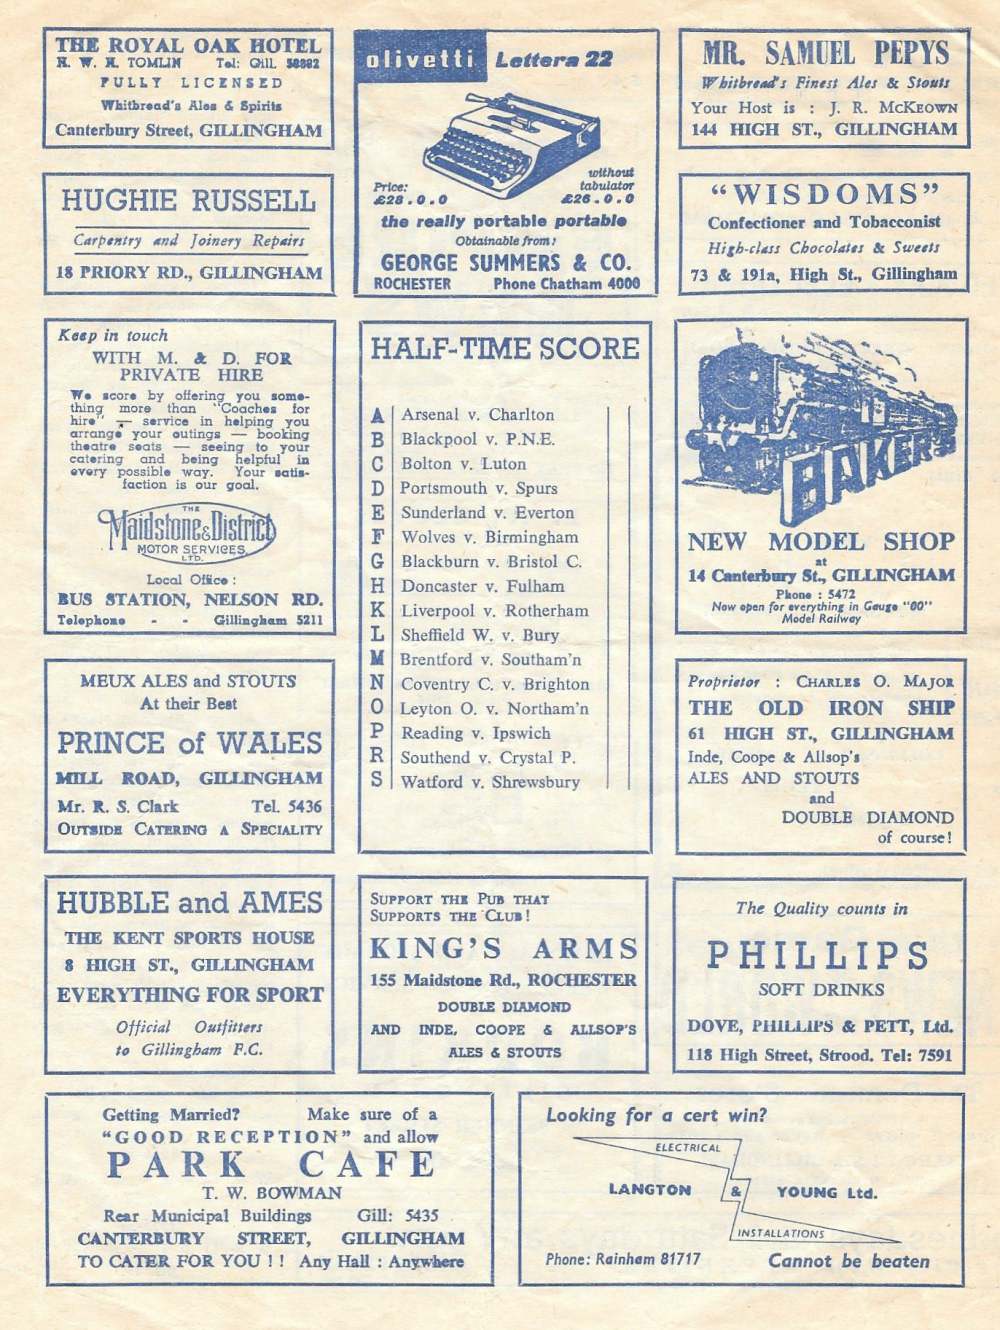 THE ROYAL OAK HOTEL
R. W. H. TOMLIN Tel: Gill 58882
FULLY LICENSED
Whitbread's Ales & Spirits
Canterbury Street, GILLINGHAM
olivetti Lettera 22
Price:
£28.0.0
without
tabulator
£26.0.0
the really portable portable
Obtainable from:
GEORGE SUMMERS & CO.
ROCHESTER Phone Chatham 4000
MR. SAMUEL PEPYS
Whitbread's Finest Ales & Stouts
Your Host is : J. R. McKEOWN
144 HIGH ST., GILLINGHAM
HUGHIE RUSSELL
Carpentry and Joinery Repairs
18 PRIORY RD., GILLINGHAM
"WISDOMS"
Confectioner and Tobacconist
High-class Chocolates & Sweets
73 & 191a, High St., Gillingham
Keep in touch
WITH M. & D. FOR
PRIVATE HIRE
We score by offering you some-
thing more than "Coaches for
hire" — service in helping you
arrange your outings — booking
theatre seats — seeing to your
catering and being helpful in
every possible way. Your satis-
faction is our goal.
THE
Maidstone & District
MOTOR SERVICES
LTD.
Local Office :
BUS STATION, NELSON RD.
Telephone - - Gillingham 5211
HALF-TIME SCORE
A Arsenal v. Charlton
B Blackpool v. P.N.E.
C Bolton v. Luton
D Portsmouth v. Spurs
E Sunderland v. Everton
F Wolves v. Birmingham
G Blackburn v. Bristol C.
H Doncaster v. Fulham
K Liverpool v. Rotherham
L Sheffield W. v. Bury
M Brentford v. Southam'n
N Coventry C. v. Brighton
O Leyton O. v. Northam'n
P Reading v. Ipswich
R Southend v. Crystal P.
S Watford v. Shrewsbury
BAKER'S
NEW MODEL SHOP
at
14 Canterbury St., GILLINGHAM
Phone : 5472
Now open for everything in Gauge "00"
Model Railway
MEUX ALES and STOUTS
At their Best
PRINCE of WALES
MILL ROAD, GILLINGHAM
Mr. R. S. Clark Tel. 5436
OUTSIDE CATERING A SPECIALITY
Proprietor : CHARLES O. MAJOR
THE OLD IRON SHIP
61 HIGH ST., GILLINGHAM
Inde, Coope & Allsop's
ALES AND STOUTS
and
DOUBLE DIAMOND
of course!
HUBBLE and AMES
THE KENT SPORTS HOUSE
8 HIGH ST., GILLINGHAM
EVERYTHING FOR SPORT
Official Outfitters
to Gillingham F.C.
SUPPORT THE PUB THAT
SUPPORTS THE CLUB!
KING'S ARMS
155 Maidstone Rd., ROCHESTER
DOUBLE DIAMOND
AND INDE, COOPE & ALLSOP'S
ALES & STOUTS
The Quality counts in
PHILLIPS
SOFT DRINKS
DOVE, PHILLIPS & PETT, Ltd.
118 High Street, Strood. Tel: 7591
Getting Married? Make sure of a
"GOOD RECEPTION" and allow
PARK CAFE
T. W. BOWMAN
Rear Municipal Buildings Gill: 5435
CANTERBURY STREET, GILLINGHAM
TO CATER FOR YOU !! Any Hall : Anywhere
Looking for a cert win?
ELECTRICAL
LANGTON & YOUNG Ltd.
INSTALLATIONS
Phone: Rainham 81717 Cannot be beaten